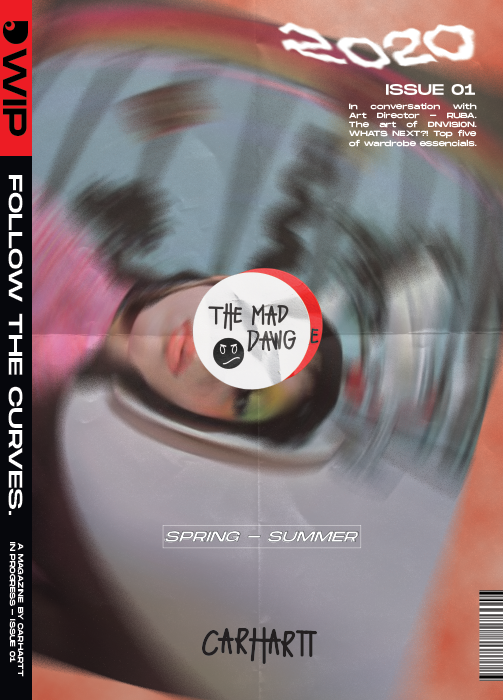 WIP
FOLLOW THE CURVES.
A MAGAZINE BY CARHARTT
IN PROGRESS – ISSUE 01
2020
ISSUE 01
In conversation with
Art Director – RUBA.
The art of DNVISION.
WHATS NEXT?! Top five
of wardrobe essencials.
THE MAD
DAWG
E
SPRING – SUMMER
CARHARTT